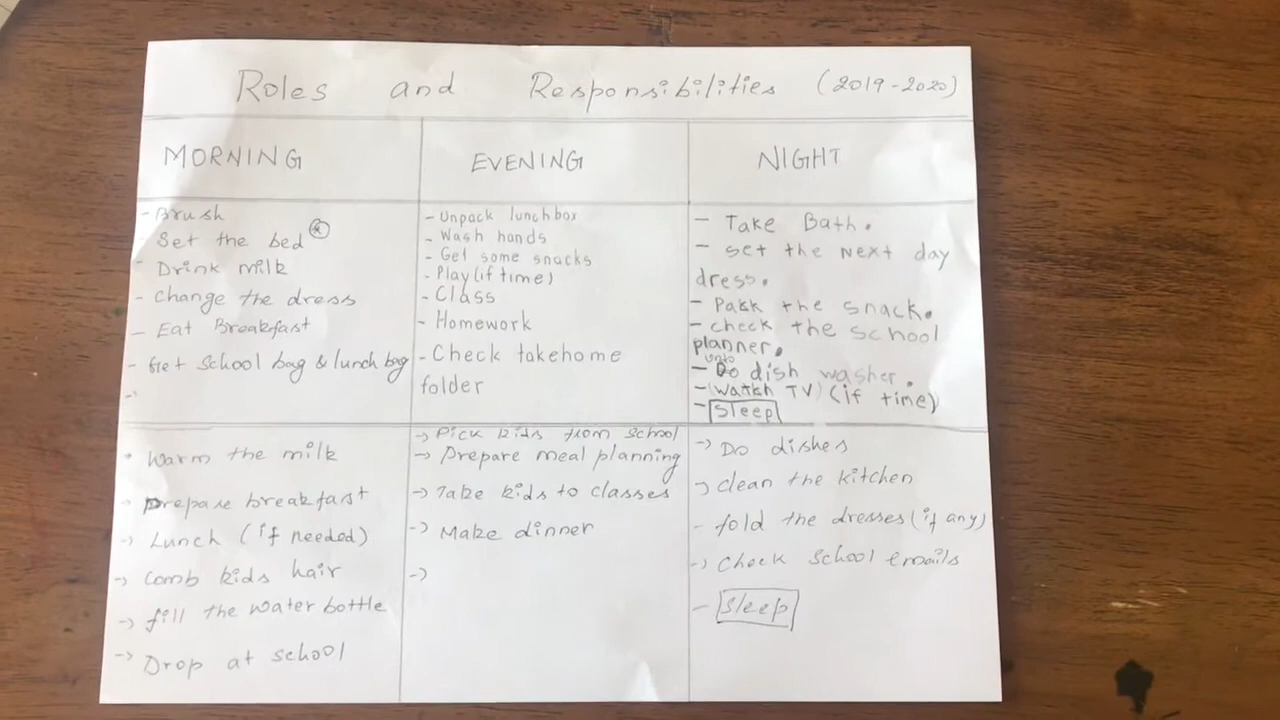 Roles and Responsibilities (2019-2020)
MORNING
- Brush
Set the bed
- Drink milk
- Change the dress
- Eat Breakfast
- Get school bag & lunch bag
-
EVENING
- Unpack lunchbox
- Wash hands
- Get some snacks
- Play (if time)
- Class
- Homework
- Check takehome
folder
NIGHT
- Take Bath.
- set the Next day
dress.
- Pack the snack.
- check the school
planner.
- Do dish washer.
- (watch TV) (if time)
- Sleep
• Warm the milk
Prepare breakfast
-> Lunch (if needed)
-> Comb kids hair
-> fill the water bottle
-> Drop at school
-> Pick kids from school
-> Prepare meal planning
-> Take kids to classes
-> Make dinner
->
-> Do dishes
-> clean the kitchen
- fold the dresses (if any)
-> Check school emails
- Sleep